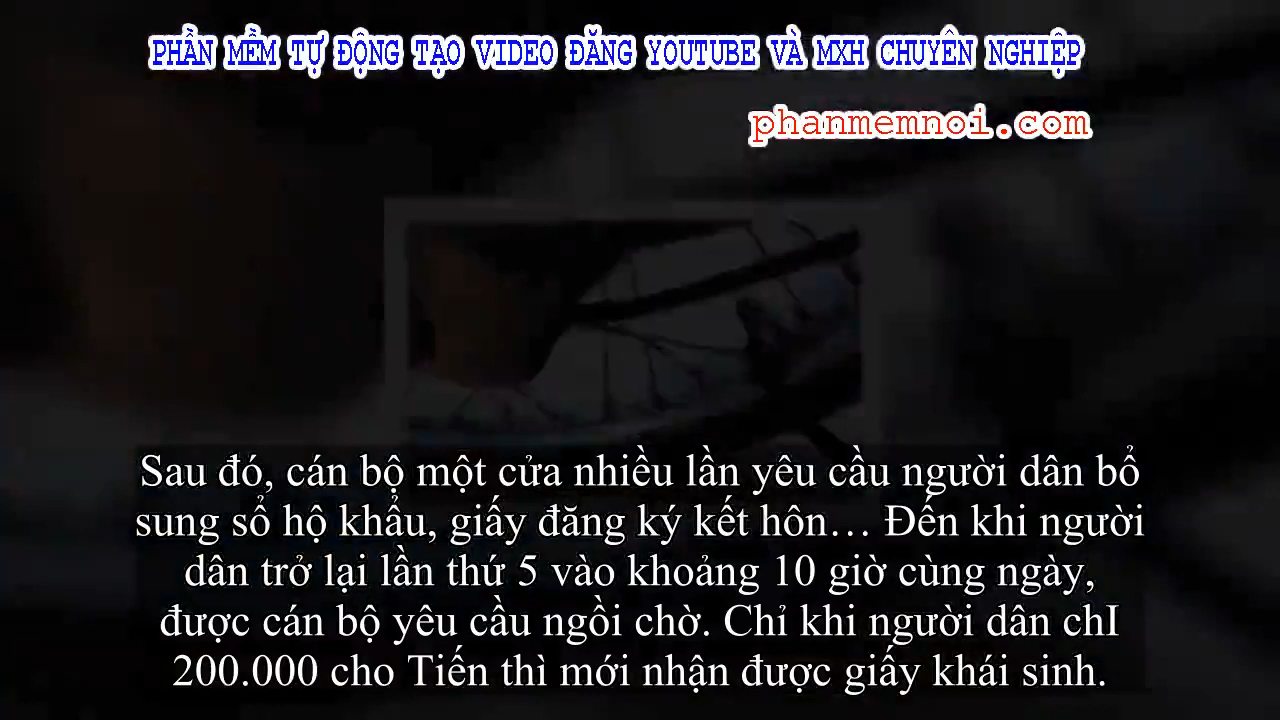 PHẦN MỀM TỰ ĐỘNG TẠO VIDEO ĐĂNG YOUTUBE VÀ MXH CHUYÊN NGHIỆP
phanmemnoi.com
Sau đó, cán bộ một cửa nhiều lần yêu cầu người dân bổ
sung sổ hộ khẩu, giấy đăng ký kết hôn… Đến khi người
dân trở lại lần thứ 5 vào khoảng 10 giờ cùng ngày,
được cán bộ yêu cầu ngồi chờ. Chỉ khi người dân chI
200.000 cho Tiến thì mới nhận được giấy khái sinh.